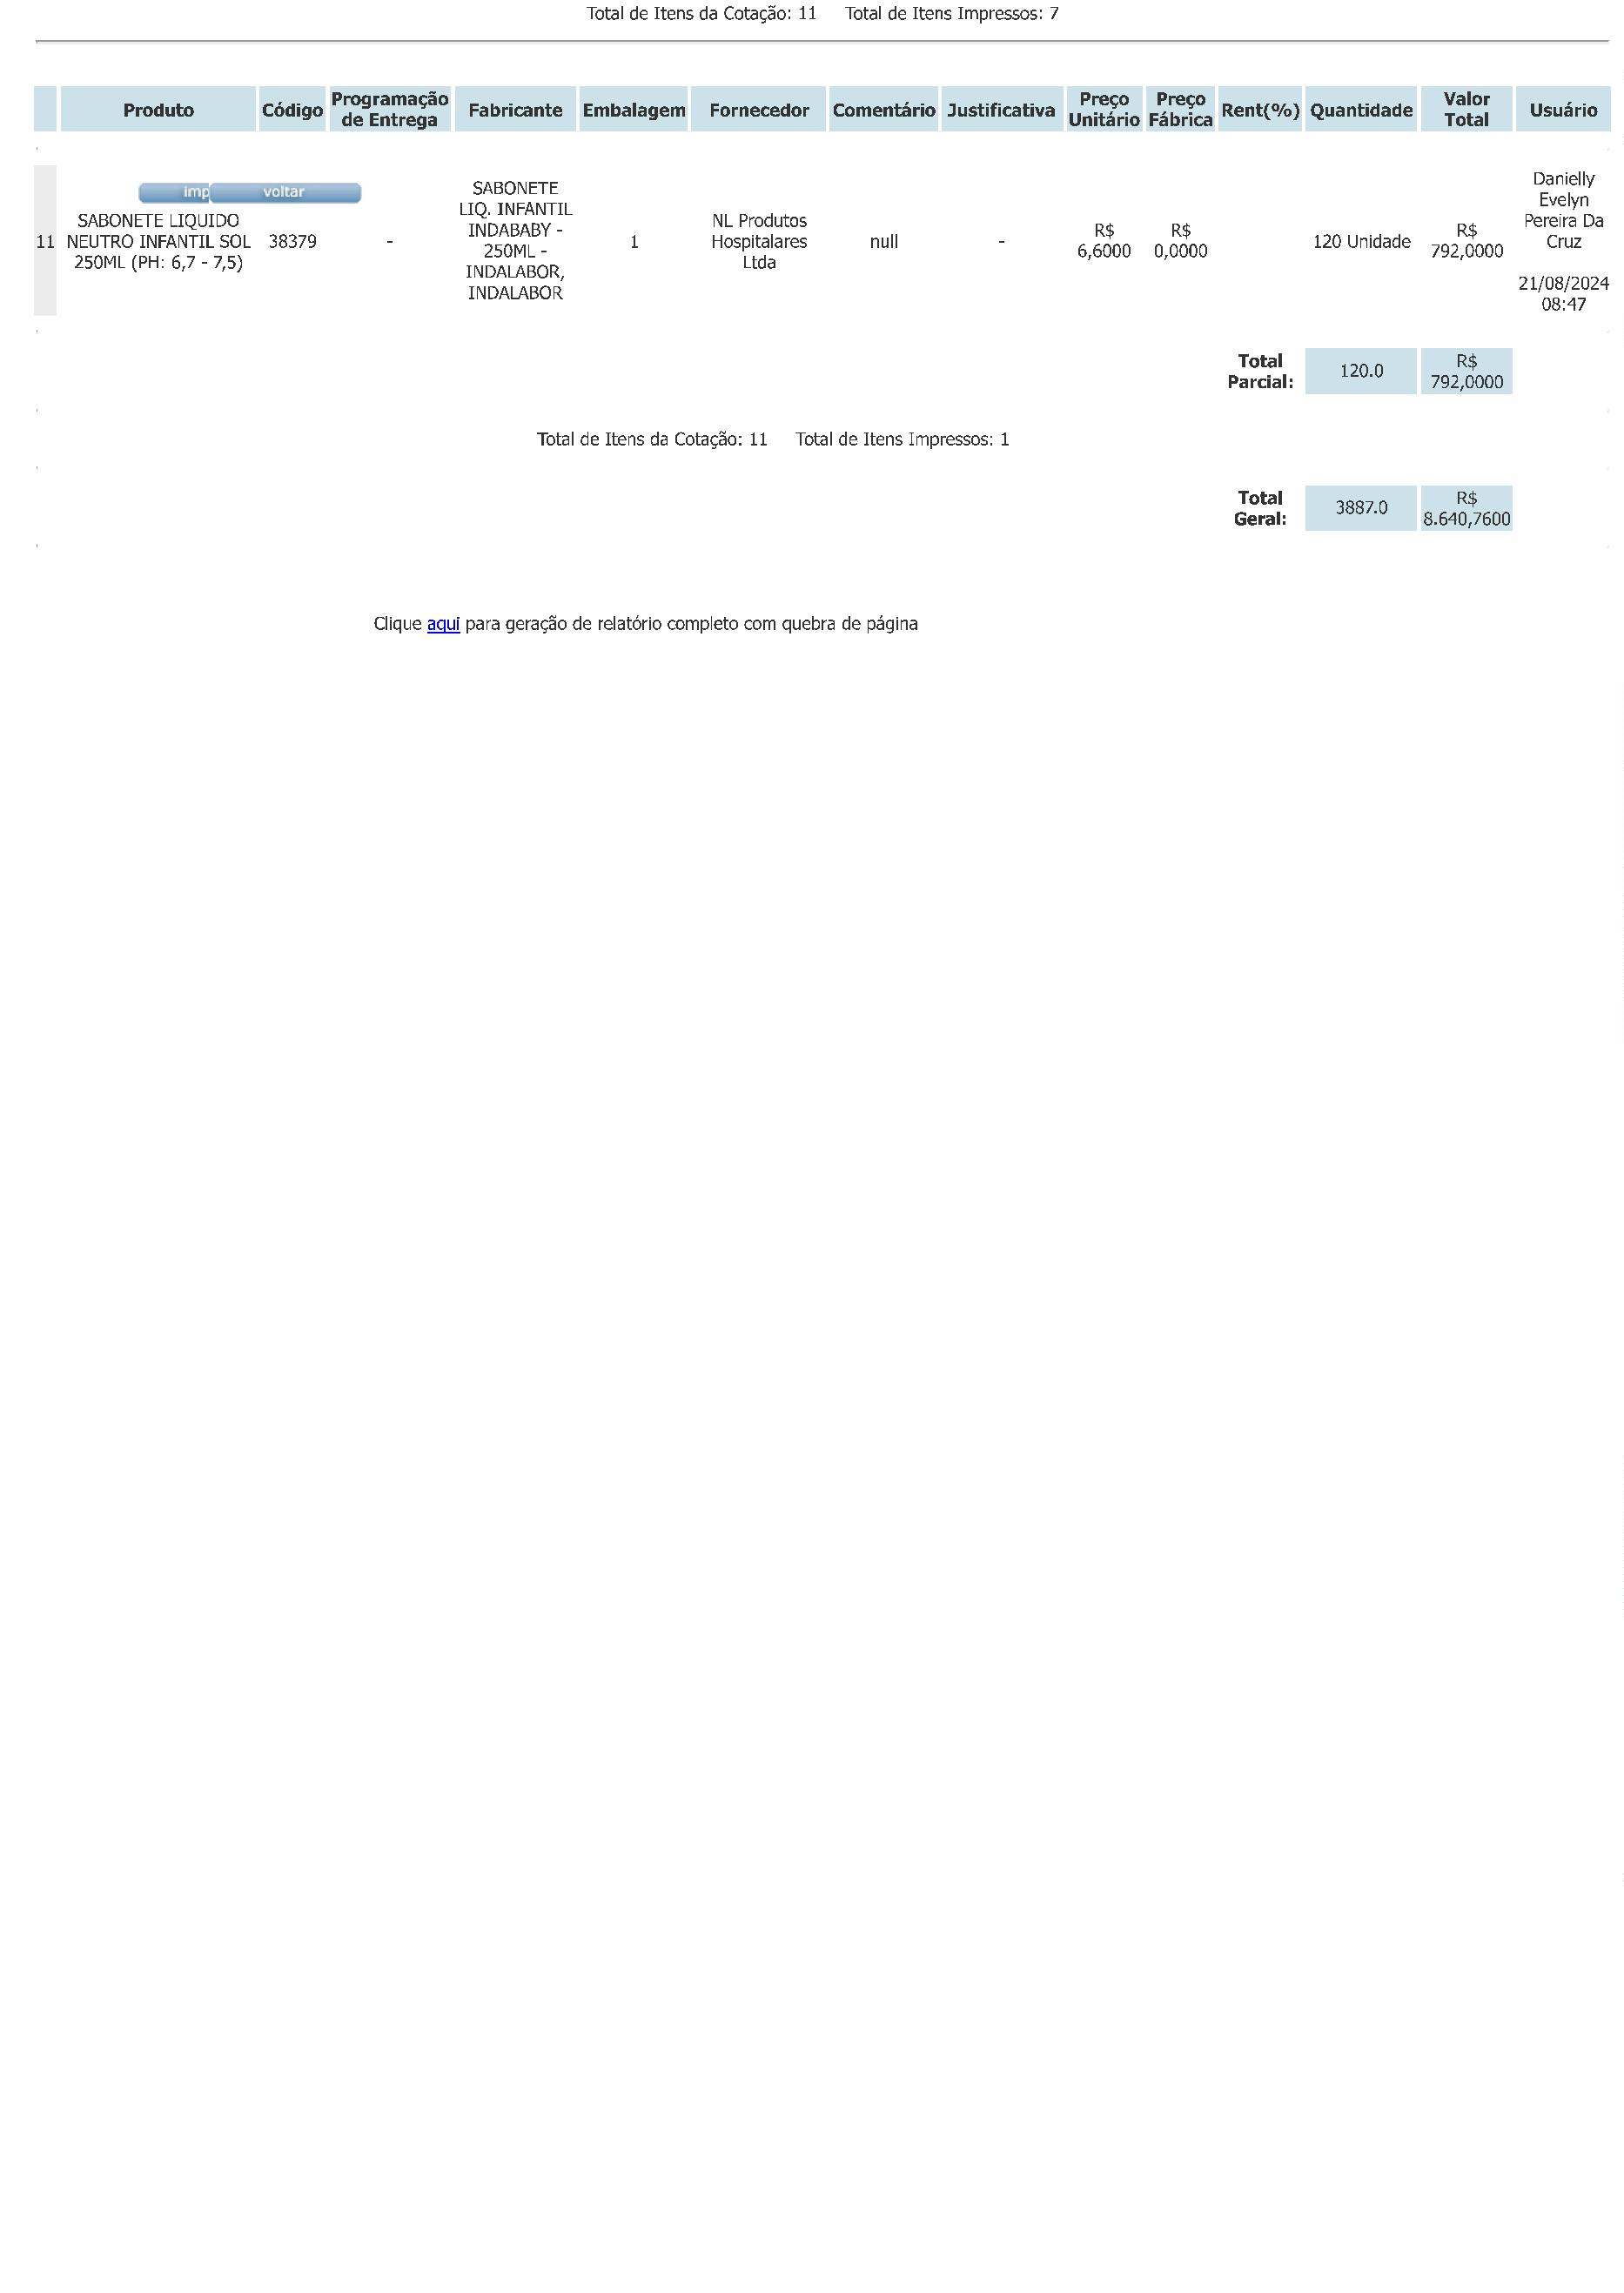 Total de Itens da Cotação: 11 Total de Itens Impressos: 7
Produto Código Programação de Entrega Fabricante Embalagem Fornecedor Comentário Justificativa Preço Unitário Preço Fábrica Rent(%) Quantidade Valor Total Usuário
imp voltar
11 SABONETE LIQUIDO NEUTRO INFANTIL SOL 250ML (PH: 6,7 - 7,5) 38379 - SABONETE LIQ. INFANTIL INDABABY - 250ML - INDALABOR, INDALABOR 1 NL Produtos Hospitalares Ltda null - R$ 6,6000 R$ 0,0000 120 Unidade R$ 792,0000 Danielly Evelyn Pereira Da Cruz 21/08/2024 08:47
Total Parcial: 120.0 R$ 792,0000
Total de Itens da Cotação: 11 Total de Itens Impressos: 1
Total Geral: 3887.0 R$ 8.640,7600
Clique aqui para geração de relatório completo com quebra de página